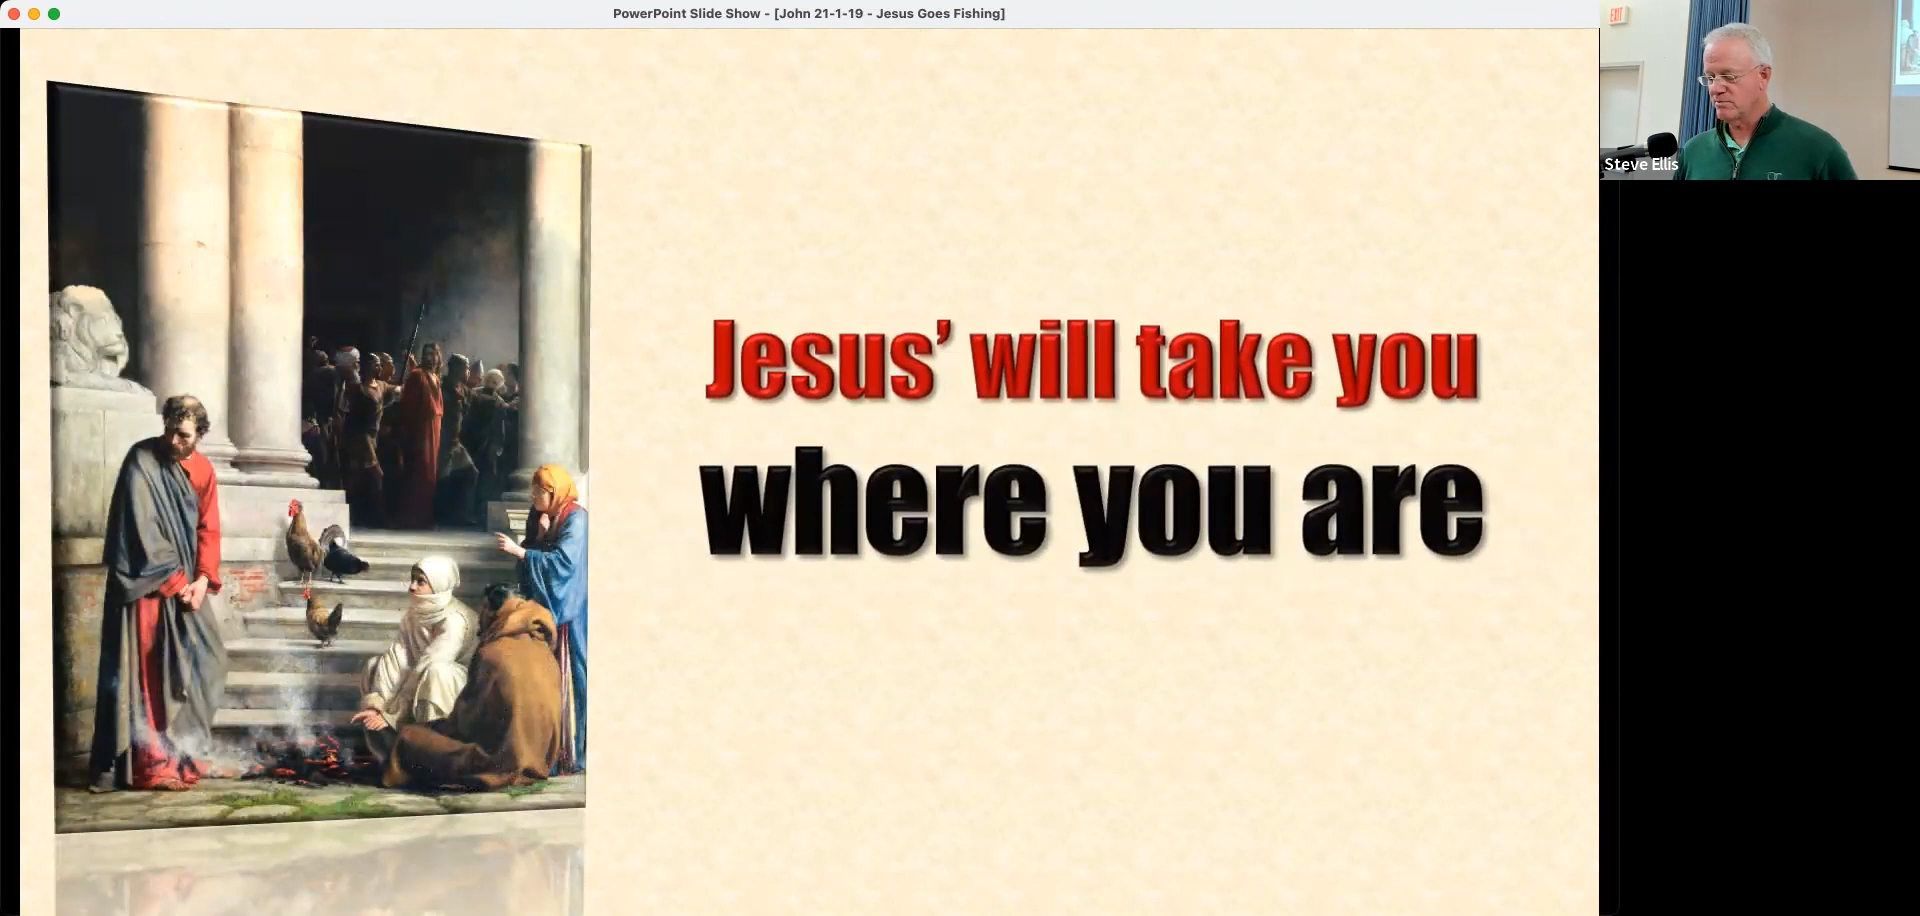 PowerPoint Slide Show - [John 21-1-19 - Jesus Goes Fishing]
EXIT
Steve Ellis
Jesus’ will take you
where you are